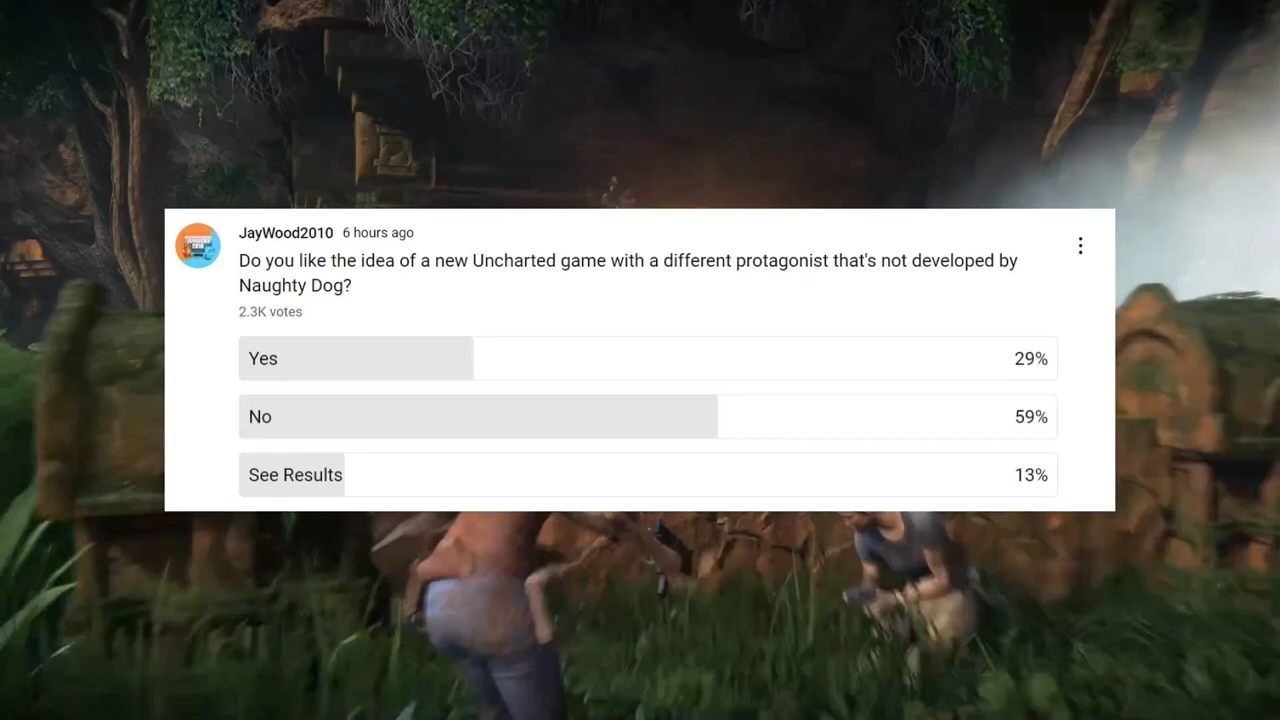 JayWood2010 6 hours ago
Do you like the idea of a new Uncharted game with a different protagonist that's not developed by
Naughty Dog?
2.3K votes
Yes 29%
No 59%
See Results 13%